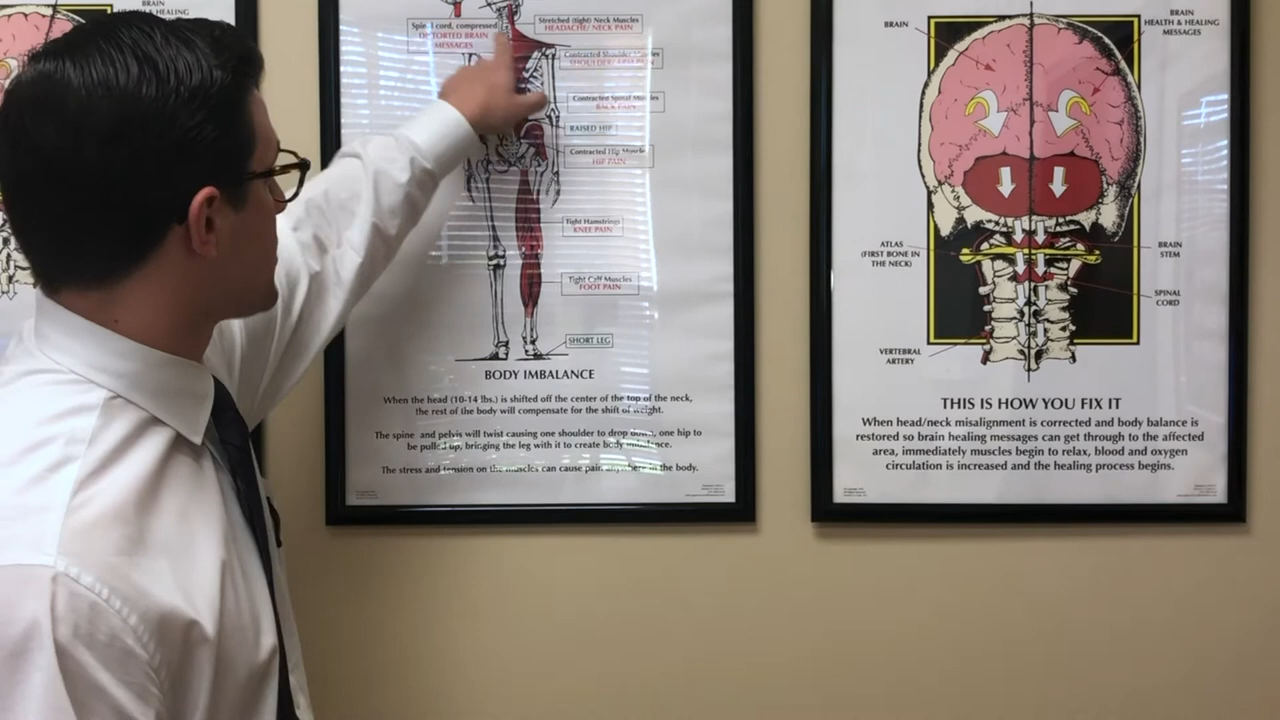 BRAIN
HEALTH & HEALING
Spinal cord, compressed
DISTORTED BRAIN
MESSAGES
Stretched (tight) Neck Muscles
HEADACHE/ NECK PAIN
Contracted Shoulder Muscles
SHOULDER/ ARM PAIN
Contracted Spinal Muscles
BACK PAIN
RAISED HIP
Contracted Hip Muscles
HIP PAIN
Tight Hamstrings
KNEE PAIN
Tight Calf Muscles
FOOT PAIN
SHORT LEG
BODY IMBALANCE
When the head (10-14 lbs.) is shifted off the center of the top of the neck,
the rest of the body will compensate for the shift of weight.
The spine and pelvis will twist causing one shoulder to drop down, one hip to
be pulled up, bringing the leg with it to create body imbalance.
The stress and tension on the muscles can cause pain anywhere in the body.
BRAIN
BRAIN
HEALTH & HEALING
MESSAGES
ATLAS
(FIRST BONE IN
THE NECK)
BRAIN
STEM
SPINAL
CORD
VERTEBRAL
ARTERY
THIS IS HOW YOU FIX IT
When head/neck misalignment is corrected and body balance is
restored so brain healing messages can get through to the affected
area, immediately muscles begin to relax, blood and oxygen
circulation is increased and the healing process begins.